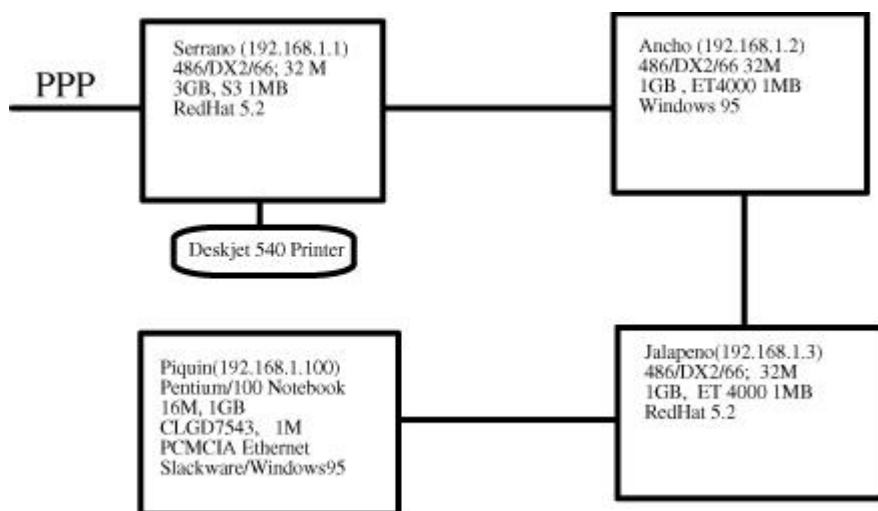 PPP
Serrano (192.168.1.1)
486/DX2/66; 32 M
3GB, S3 1MB
RedHat 5.2
Deskjet 540 Printer
Ancho (192.168.1.2)
486/DX2/66 32M
1GB , ET4000 1MB
Windows 95
Piquin(192.168.1.100)
Pentium/100 Notebook
16M, 1GB
CLGD7543, 1M
PCMCIA Ethernet
Slackware/Windows95
Jalapeno(192.168.1.3)
486/DX2/66; 32M
1GB, ET 4000 1MB
RedHat 5.2